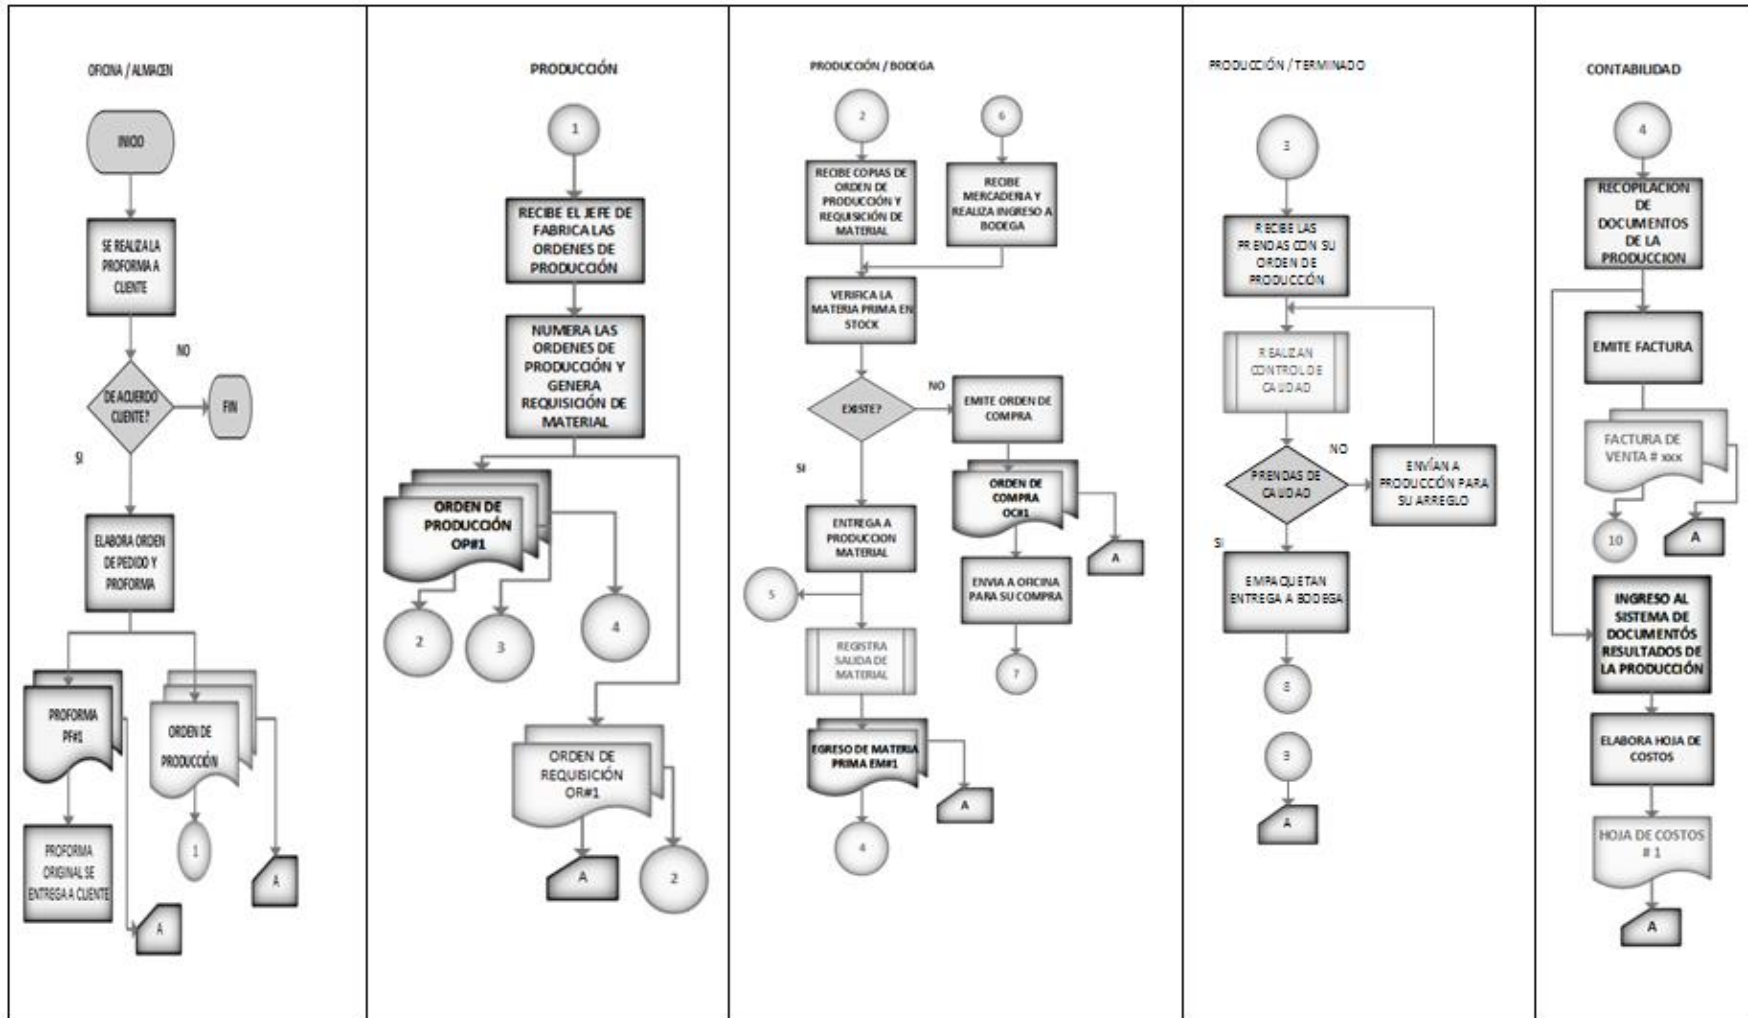 OFICINA / ALMACEN
INICIO
SE REALIZA LA
PROFORMA A
CLIENTE
NO
DE ACUERDO
CLIENTE?
FIN
SI
ELABORA ORDEN
DE PEDIDO Y
PROFORMA
PROFORMA
PF#1
ORDEN DE
PRODUCCIÓN
PROFORMA
ORIGINAL SE
ENTREGA A CLIENTE
1
A
A
PRODUCCIÓN
1
RECIBE EL JEFE DE
FABRICA LAS
ORDENES DE
PRODUCCIÓN
NUMERA LAS
ORDENES DE
PRODUCCIÓN Y
GENERA
REQUISICIÓN DE
MATERIAL
ORDEN DE
PRODUCCIÓN
OP#1
2
3
4
ORDEN DE
REQUISICIÓN
OR#1
A
2
PRODUCCIÓN / BODEGA
2
6
RECIBE COPIAS DE
ORDEN DE
PRODUCCIÓN Y
REQUISICIÓN DE
MATERIAL
RECIBE
MERCADERIA Y
REALIZA INGRESO A
BODEGA
VERIFICA LA
MATERIA PRIMA EN
STOCK
EXISTE?
NO
EMITE ORDEN DE
COMPRA
SI
ORDEN DE
COMPRA
OC#1
A
ENTREGA A
PRODUCCION
MATERIAL
ENVIA A OFICINA
PARA SU COMPRA
5
7
REGISTRA
SALIDA DE
MATERIAL
EGRESO DE MATERIA
PRIMA EM#1
A
4
PRODUCCIÓN / TERMINADO
3
RECIBE LAS
PRENDAS CON SU
ORDEN DE
PRODUCCIÓN
REALIZAN
CONTROL DE
CALIDAD
NO
PRENDAS DE
CALIDAD
ENVÍAN A
PRODUCCIÓN PARA
SU ARREGLO
SI
EMPAQUETAN
ENTREGA A BODEGA
8
3
A
CONTABILIDAD
4
RECOPILACION
DE
DOCUMENTOS
DE LA
PRODUCCION
EMITE FACTURA
FACTURA DE
VENTA # xxx
10
A
INGRESO AL
SISTEMA DE
DOCUMENTÓS
RESULTADOS DE
LA PRODUCCIÓN
ELABORA HOJA DE
COSTOS
HOJA DE COSTOS
# 1
A